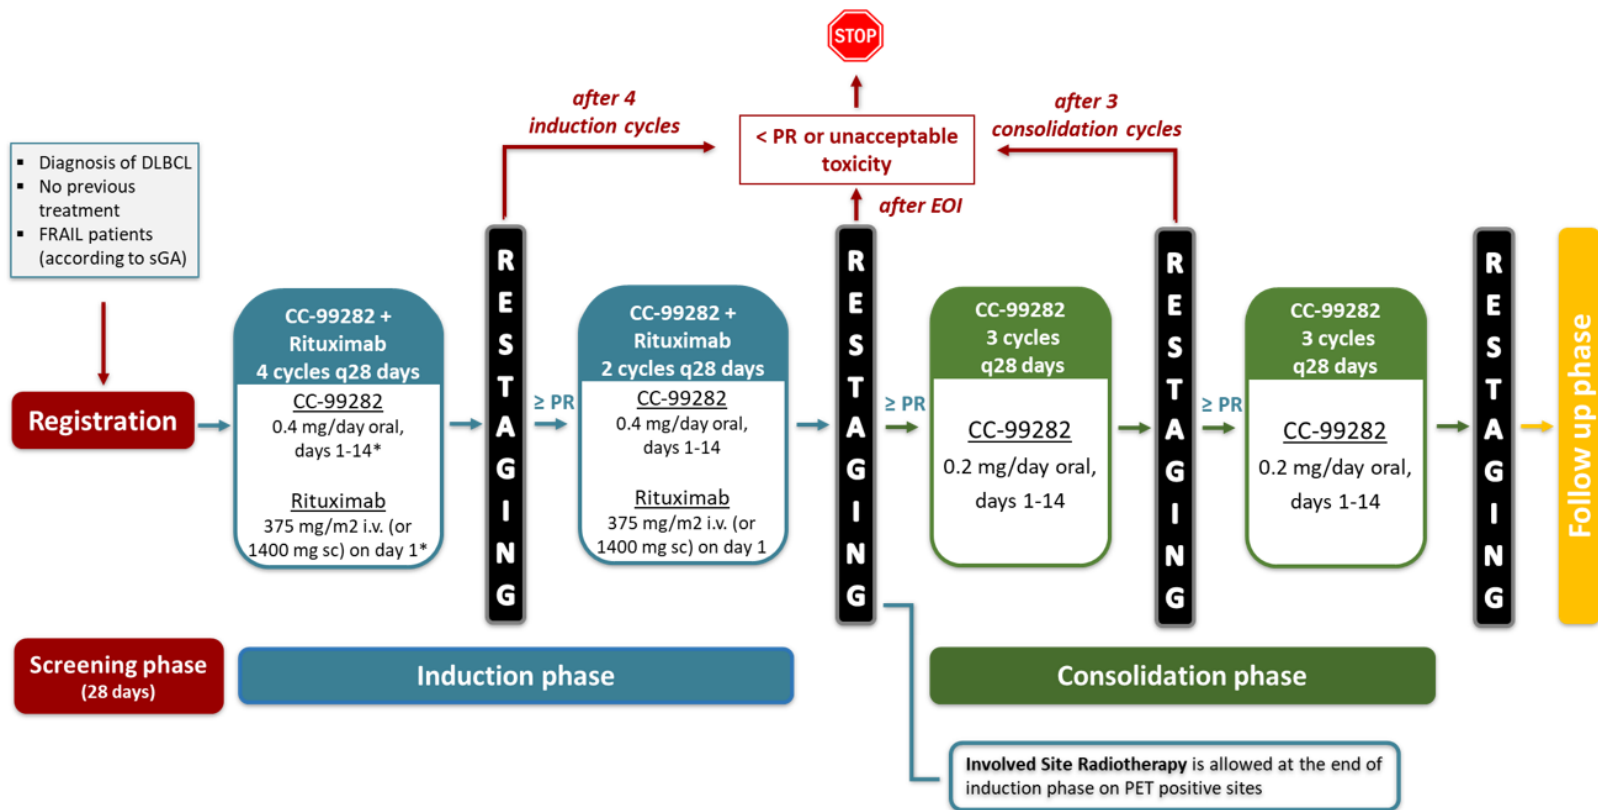 STOP
after 4
induction cycles
< PR or unacceptable
toxicity
after 3
consolidation cycles
after EOI
▪ Diagnosis of DLBCL
▪ No previous
treatment
▪ FRAIL patients
(according to sGA)
Registration
CC-99282 +
Rituximab
4 cycles q28 days
CC-99282
0.4 mg/day oral,
days 1-14*
Rituximab
375 mg/m2 i.v. (or
1400 mg sc) on day 1*
RESTAGING
≥ PR
CC-99282 +
Rituximab
2 cycles q28 days
CC-99282
0.4 mg/day oral,
days 1-14
Rituximab
375 mg/m2 i.v. (or
1400 mg sc) on day 1
RESTAGING
≥ PR
CC-99282
3 cycles
q28 days
CC-99282
0.2 mg/day oral,
days 1-14
RESTAGING
≥ PR
CC-99282
3 cycles
q28 days
CC-99282
0.2 mg/day oral,
days 1-14
RESTAGING
Follow up phase
Screening phase
(28 days)
Induction phase
Consolidation phase
Involved Site Radiotherapy is allowed at the end of
induction phase on PET positive sites